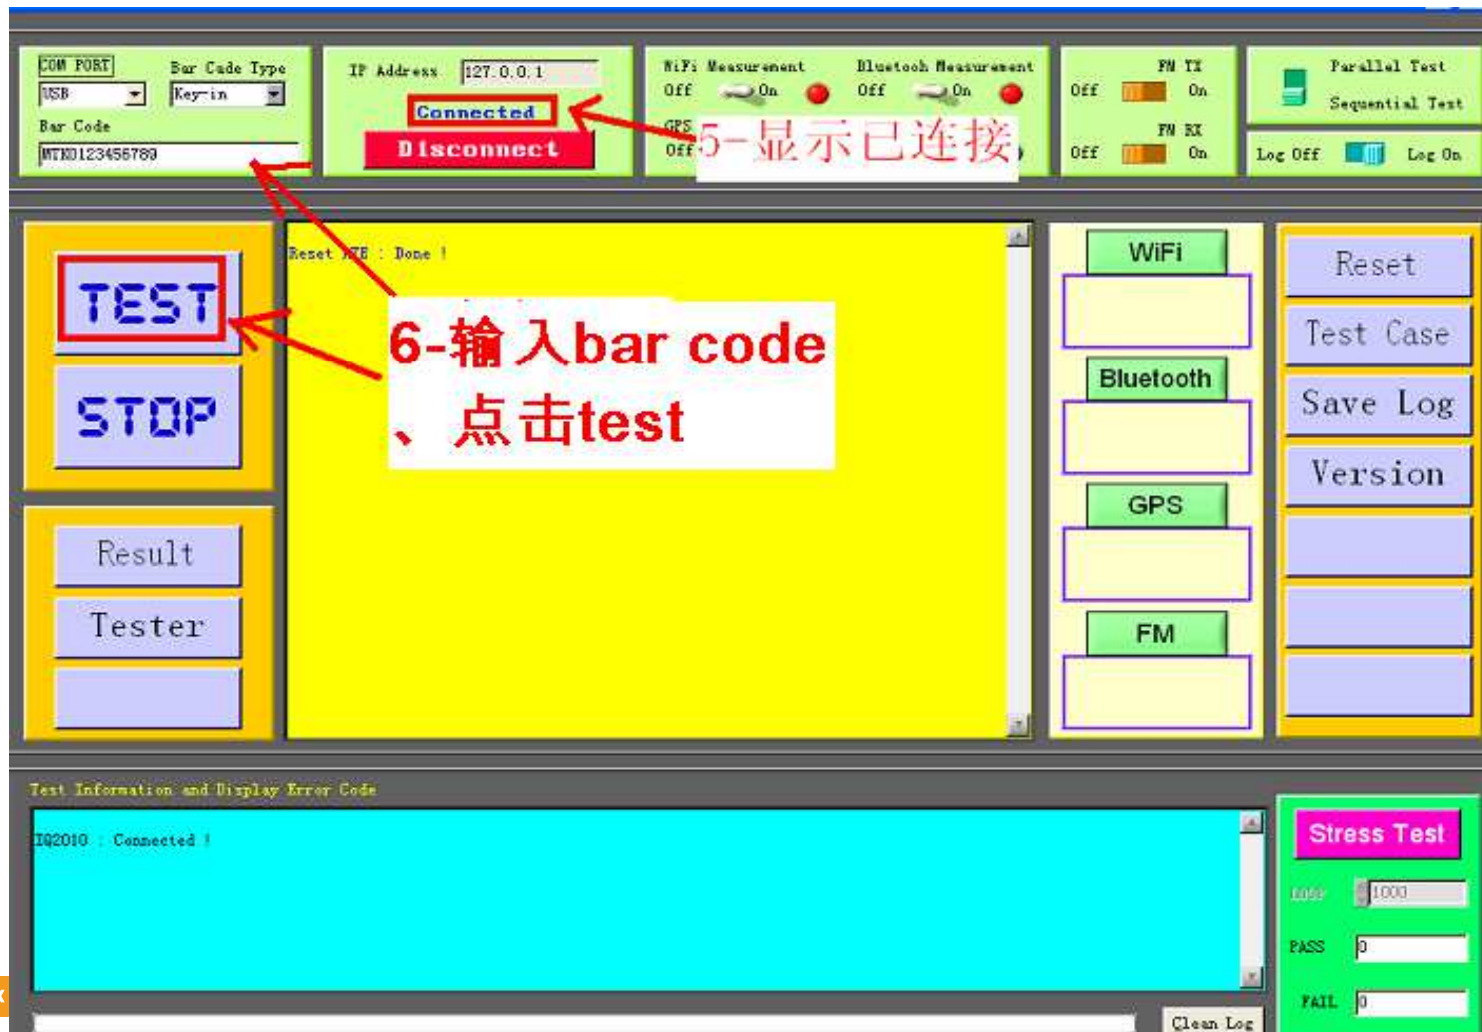 COM PORT
Bar Code Type
USB
Key-in
Bar Code
MTK0123456789
IP Address 127.0.0.1
Connected
Disconnect
WiFi Measurement
Off On
Bluetooh Measurement
Off On
GPS
Off
5-显示已连接
FM TX
Off On
FM RX
Off On
Parallel Test
Sequential Test
Log Off Log On
TEST
STOP
Result
Tester
Reset ATE : Done !
6-输入bar code
、点击test
WiFi
Bluetooth
GPS
FM
Reset
Test Case
Save Log
Version
Test Information and Display Error Code
IQ2010 : Connected !
Clean Log
Stress Test
1000
PASS 0
FAIL 0